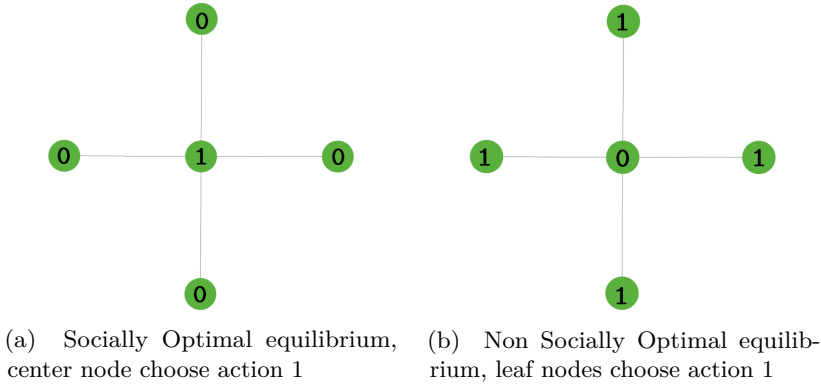 0
0 1 0
0
(a) Socially Optimal equilibrium,
center node choose action 1
1
1 0 1
1
(b) Non Socially Optimal equilib-
rium, leaf nodes choose action 1